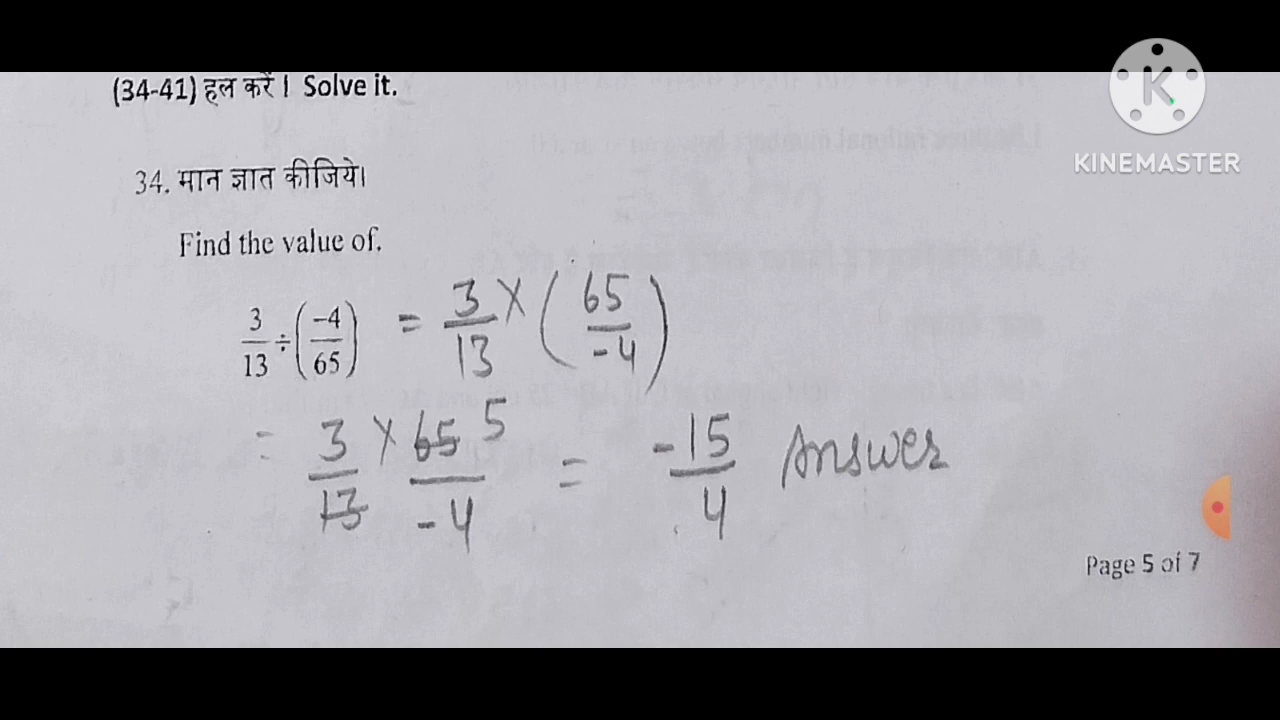 (34-41) हल करें। Solve it.
KINEMASTER
34. मान ज्ञात कीजिये।
Find the value of.
3/13 ÷ (-4/65) = 3/13 × (65/-4)
= 3/13 × 65 5/-4 = -15/4 Answer
Page 5 of 7